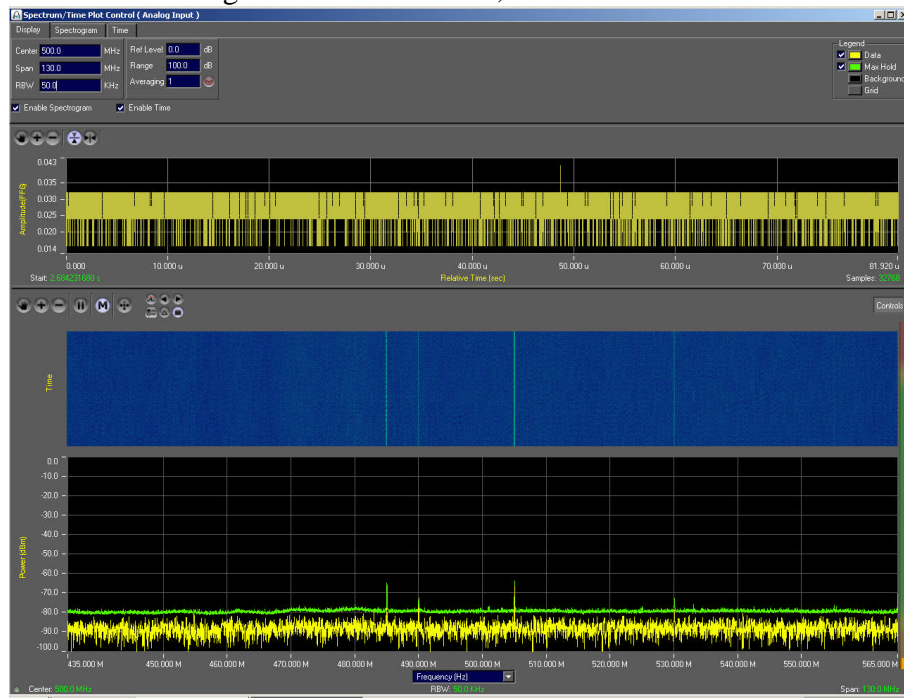 Spectrum/Time Plot Control ( Analog Input )
Display Spectrogram Time
Center 500.0 MHz Ref Level 0.0 dB
Span 130.0 MHz Range 100.0 dB
RBW 50.0 KHz Averaging 1
Legend
Data
Max Hold
Background
Grid
Enable Spectrogram Enable Time
Amplitude(FFS)
0.043
0.035
0.030
0.025
0.020
0.014
0.000 10.000 u 20.000 u 30.000 u 40.000 u 50.000 u 60.000 u 70.000 u 81.920 u
Start: 2.684231680 s Relative Time (sec) Samples: 32768
M
Controls
Time
Power (dBm)
0.0
-10.0
-20.0
-30.0
-40.0
-50.0
-60.0
-70.0
-80.0
-90.0
-100.0
435.000 M 450.000 M 460.000 M 470.000 M 480.000 M 490.000 M 500.000 M 510.000 M 520.000 M 530.000 M 540.000 M 550.000 M 565.000 M
Frequency (Hz)
Center: 500.0 MHz RBW: 50.0 KHz Span: 130.0 MHz